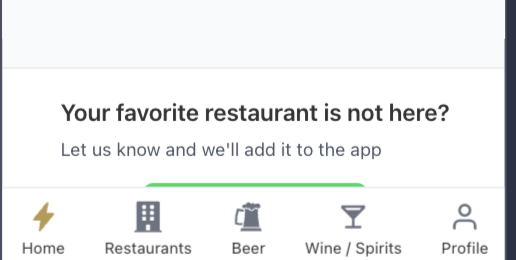 Your favorite restaurant is not here?
Let us know and we'll add it to the app
Home Restaurants Beer Wine / Spirits Profile